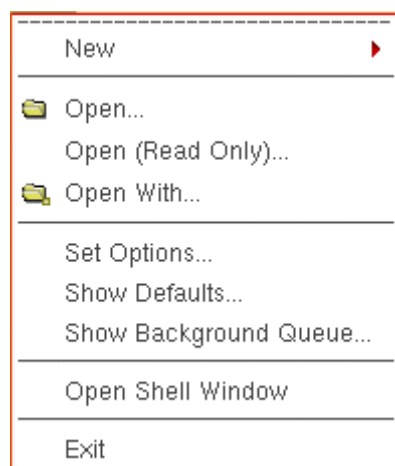 New
Open...
Open (Read Only)...
Open With...
Set Options...
Show Defaults...
Show Background Queue...
Open Shell Window
Exit